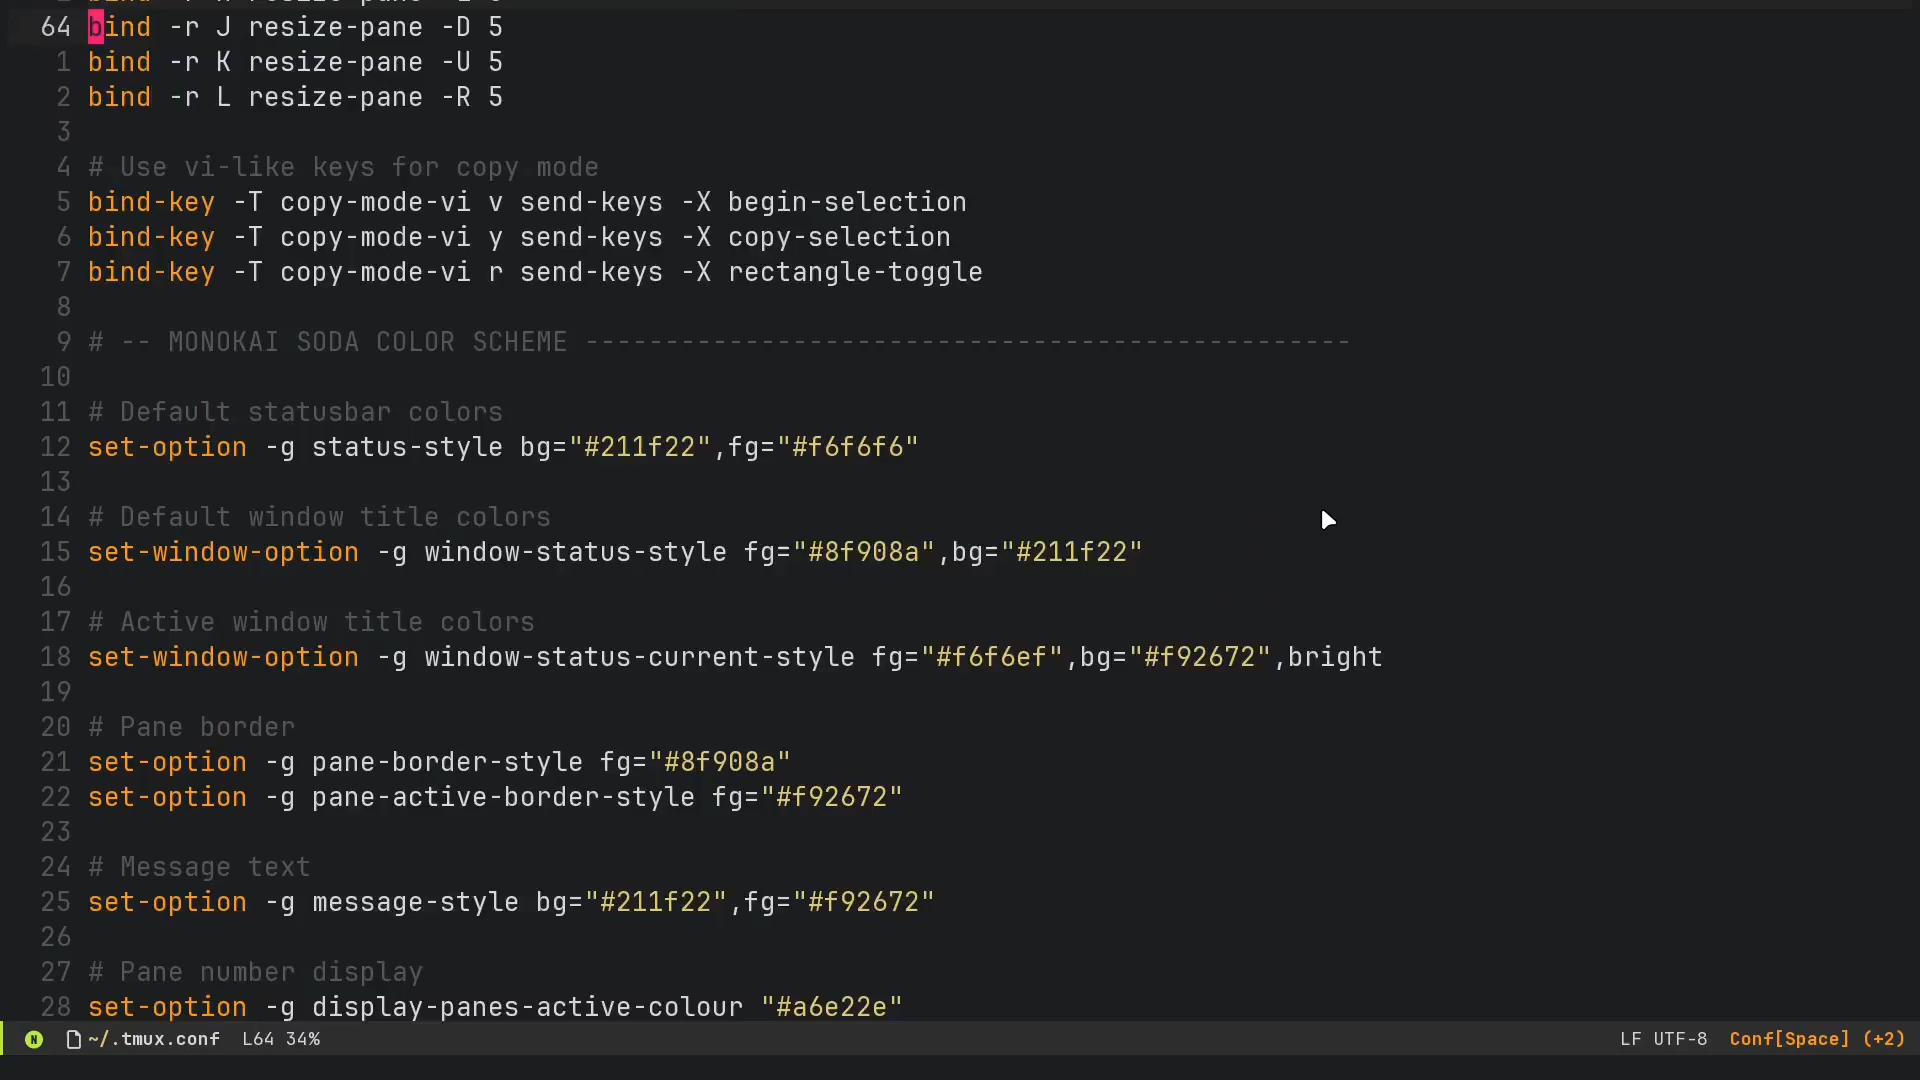 64 bind -r J resize-pane -D 5
1 bind -r K resize-pane -U 5
2 bind -r L resize-pane -R 5
3
4 # Use vi-like keys for copy mode
5 bind-key -T copy-mode-vi v send-keys -X begin-selection
6 bind-key -T copy-mode-vi y send-keys -X copy-selection
7 bind-key -T copy-mode-vi r send-keys -X rectangle-toggle
8
9 # -- MONOKAI SODA COLOR SCHEME ------------------------------------------------
10
11 # Default statusbar colors
12 set-option -g status-style bg="#211f22",fg="#f6f6f6"
13
14 # Default window title colors
15 set-window-option -g window-status-style fg="#8f908a",bg="#211f22"
16
17 # Active window title colors
18 set-window-option -g window-status-current-style fg="#f6f6ef",bg="#f92672",bright
19
20 # Pane border
21 set-option -g pane-border-style fg="#8f908a"
22 set-option -g pane-active-border-style fg="#f92672"
23
24 # Message text
25 set-option -g message-style bg="#211f22",fg="#f92672"
26
27 # Pane number display
28 set-option -g display-panes-active-colour "#a6e22e"
N ~/.tmux.conf L64 34% LF UTF-8 Conf[Space] (+2)